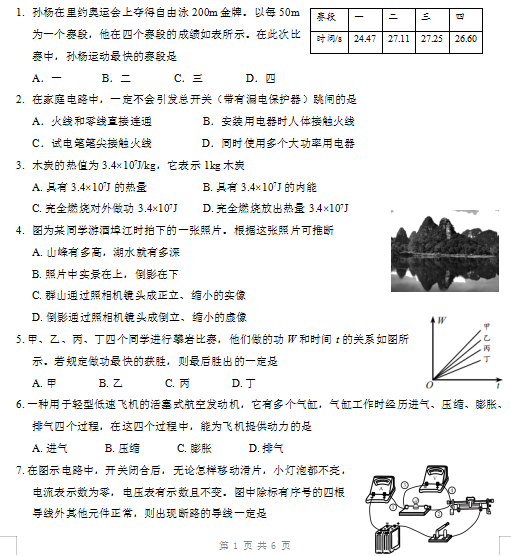 1. 孙杨在里约奥运会上夺得自由泳 200m 金牌。以每 50m
为一个赛段，他在四个赛段的成绩如表所示。在此次比
赛中，孙杨运动最快的赛段是
赛段 一 二 三 四
时间/s 24.47 27.11 27.25 26.60
A．一 B．二 C．三 D．四
2. 在家庭电路中，一定不会引发总开关（带有漏电保护器）跳闸的是
A．火线和零线直接连通 B．安装用电器时人体接触火线
C．试电笔笔尖接触火线 D．同时使用多个大功率用电器
3. 木炭的热值为 3.4×10⁷J/kg，它表示 1kg 木炭
A. 具有 3.4×10⁷J 的热量 B. 具有 3.4×10⁷J 的内能
C. 完全燃烧对外做功 3.4×10⁷J D. 完全燃烧放出热量 3.4×10⁷J
4. 图为某同学游漓江时拍下的一张照片。根据这张照片可推断
A. 山峰有多高，湖水就有多深
B. 照片中实景在上，倒影在下
C. 群山通过照相机镜头成正立、缩小的实像
D. 倒影通过照相机镜头成倒立、缩小的虚像
5. 甲、乙、丙、丁四个同学进行攀岩比赛，他们做的功 W 和时间 t 的关系如图所
示。若规定做功最快的获胜，则最后胜出的一定是
A. 甲 B. 乙 C. 丙 D. 丁
W
甲
乙
丙
丁
O t
6. 一种用于轻型低速飞机的活塞式航空发动机，它有多个气缸，气缸工作时经历进气、压缩、膨胀、
排气四个过程，在这四个过程中，能为飞机提供动力的是
A. 进气 B. 压缩 C. 膨胀 D. 排气
7. 在图示电路中，开关闭合后，无论怎样移动滑片，小灯泡都不亮，
电流表示数为零，电压表有示数且不变。图中除标有序号的四根
导线外其他元件正常，则出现断路的导线一定是
第 1 页 共 6 页